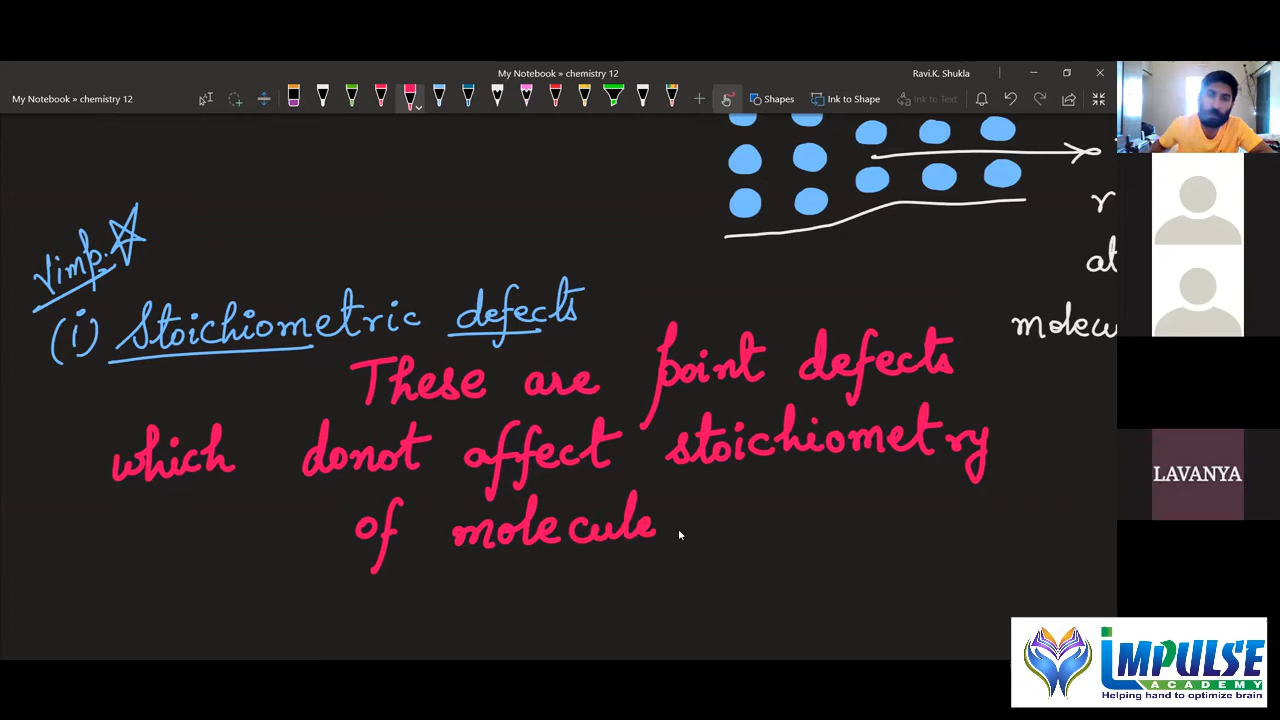 My Notebook » chemistry 12
Ravi.K. Shukla
My Notebook » chemistry 12
Shapes
Ink to Shape
Ink to Text
at
molecu
Vimp.
(i) Stoichiometric defects
These are point defects
which donot affect stoichiometry
of molecule
LAVANYA
iMPULSE
ACADEMY
Helping hand to optimize brain